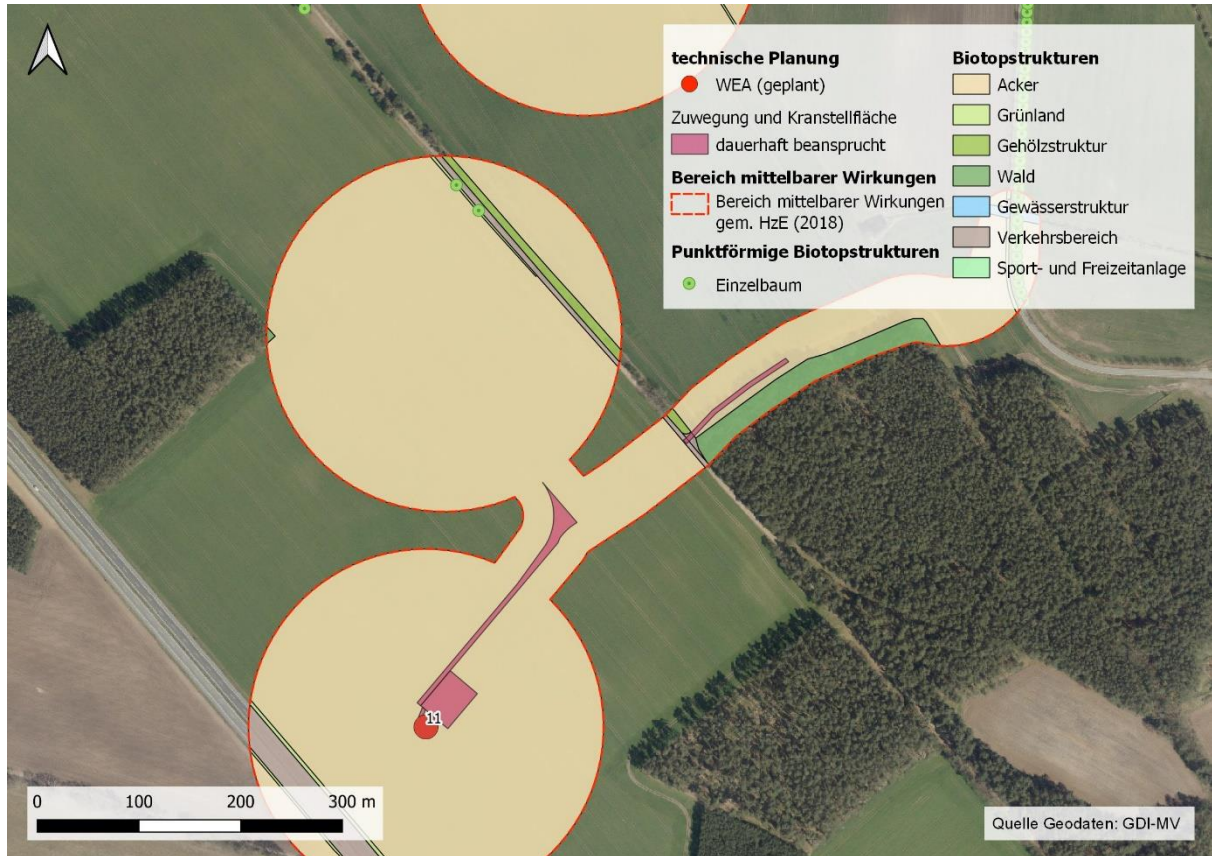 technische Planung
WEA (geplant)
Zuwegung und Kranstellfläche
dauerhaft beansprucht
Bereich mittelbarer Wirkungen
Bereich mittelbarer Wirkungen
gem. HzE (2018)
Punktförmige Biotopstrukturen
Einzelbaum
Biotopstrukturen
Acker
Grünland
Gehölzstruktur
Wald
Gewässerstruktur
Verkehrsbereich
Sport- und Freizeitanlage
11
0 100 200 300 m
Quelle Geodaten: GDI-MV